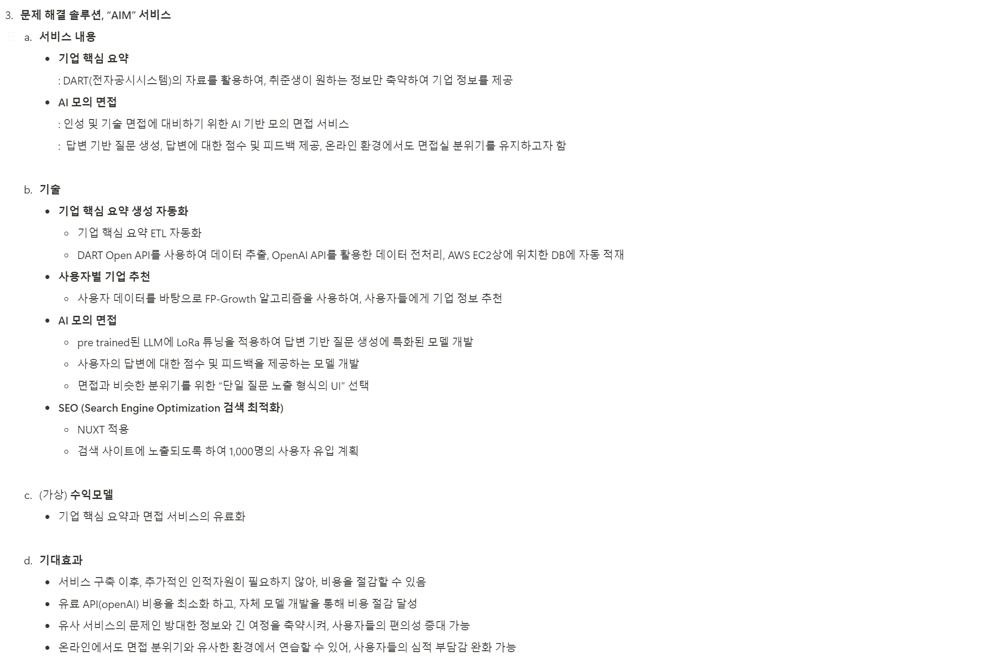 3. 문제 해결 솔루션, “AIM” 서비스
a. 서비스 내용
• 기업 핵심 요약
: DART(전자공시시스템)의 자료를 활용하여, 취준생이 원하는 정보만 축약하여 기업 정보를 제공
• AI 모의 면접
: 인성 및 기술 면접에 대비하기 위한 AI 기반 모의 면접 서비스
: 답변 기반 질문 생성, 답변에 대한 점수 및 피드백 제공, 온라인 환경에서도 면접실 분위기를 유지하고자 함
b. 기술
• 기업 핵심 요약 생성 자동화
◦ 기업 핵심 요약 ETL 자동화
◦ DART Open API를 사용하여 데이터 추출, OpenAI API를 활용한 데이터 전처리, AWS EC2상에 위치한 DB에 자동 적재
• 사용자별 기업 추천
◦ 사용자 데이터를 바탕으로 FP-Growth 알고리즘을 사용하여, 사용자들에게 기업 정보 추천
• AI 모의 면접
◦ pre trained된 LLM에 LoRa 튜닝을 적용하여 답변 기반 질문 생성에 특화된 모델 개발
◦ 사용자의 답변에 대한 점수 및 피드백을 제공하는 모델 개발
◦ 면접과 비슷한 분위기를 위한 “단일 질문 노출 형식의 UI” 선택
• SEO (Search Engine Optimization 검색 최적화)
◦ NUXT 적용
◦ 검색 사이트에 노출되도록 하여 1,000명의 사용자 유입 계획
c. (가상) 수익모델
• 기업 핵심 요약과 면접 서비스의 유료화
d. 기대효과
• 서비스 구축 이후, 추가적인 인적자원이 필요하지 않아, 비용을 절감할 수 있음
• 유료 API(openAI) 비용을 최소화 하고, 자체 모델 개발을 통해 비용 절감 달성
• 유사 서비스의 문제인 방대한 정보와 긴 여정을 축약시켜, 사용자들의 편의성 증대 가능
• 온라인에서도 면접 분위기와 유사한 환경에서 연습할 수 있어, 사용자들의 심적 부담감 완화 가능